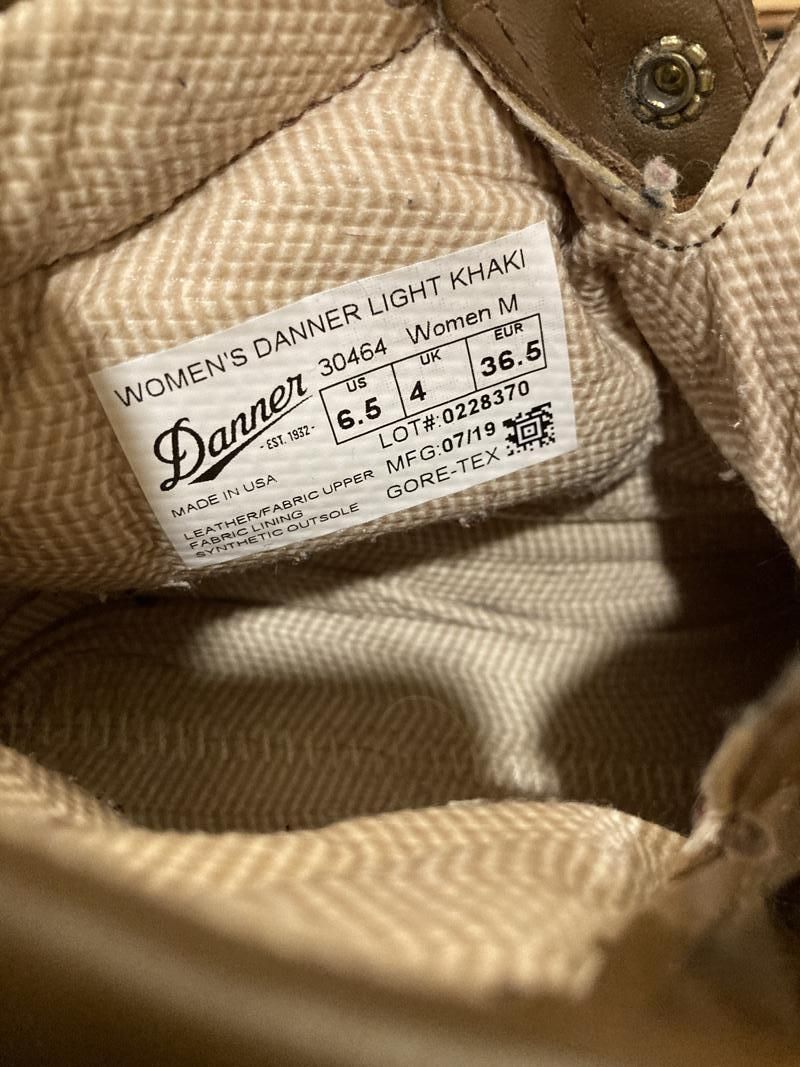 WOMEN'S DANNER LIGHT KHAKI
Danner
-EST. 1932-
30464 Women M
US UK EUR
6.5 4 36.5
LOT#:0228370
MFG:07/19
GORE-TEX
MADE IN USA
LEATHER/FABRIC UPPER
FABRIC LINING
SYNTHETIC OUTSOLE